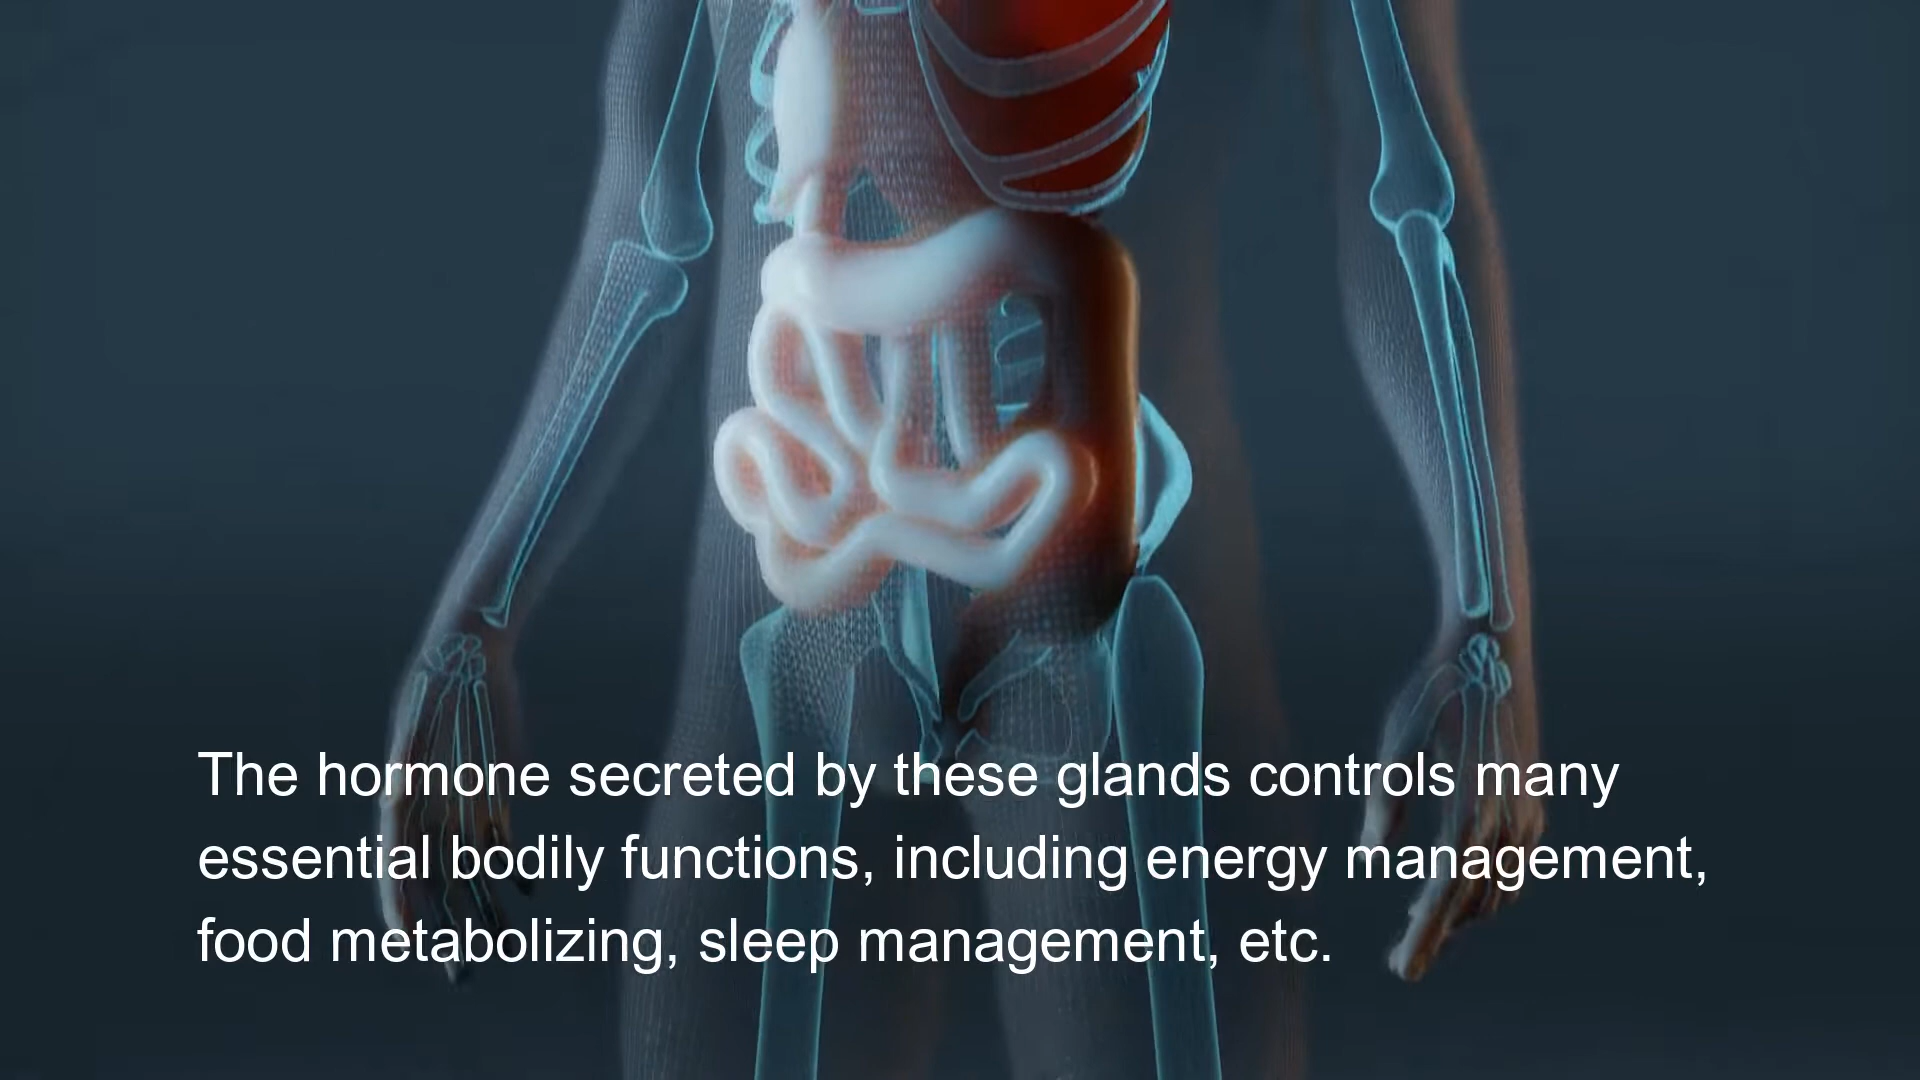 The hormone secreted by these glands controls many
essential bodily functions, including energy management,
food metabolizing, sleep management, etc.